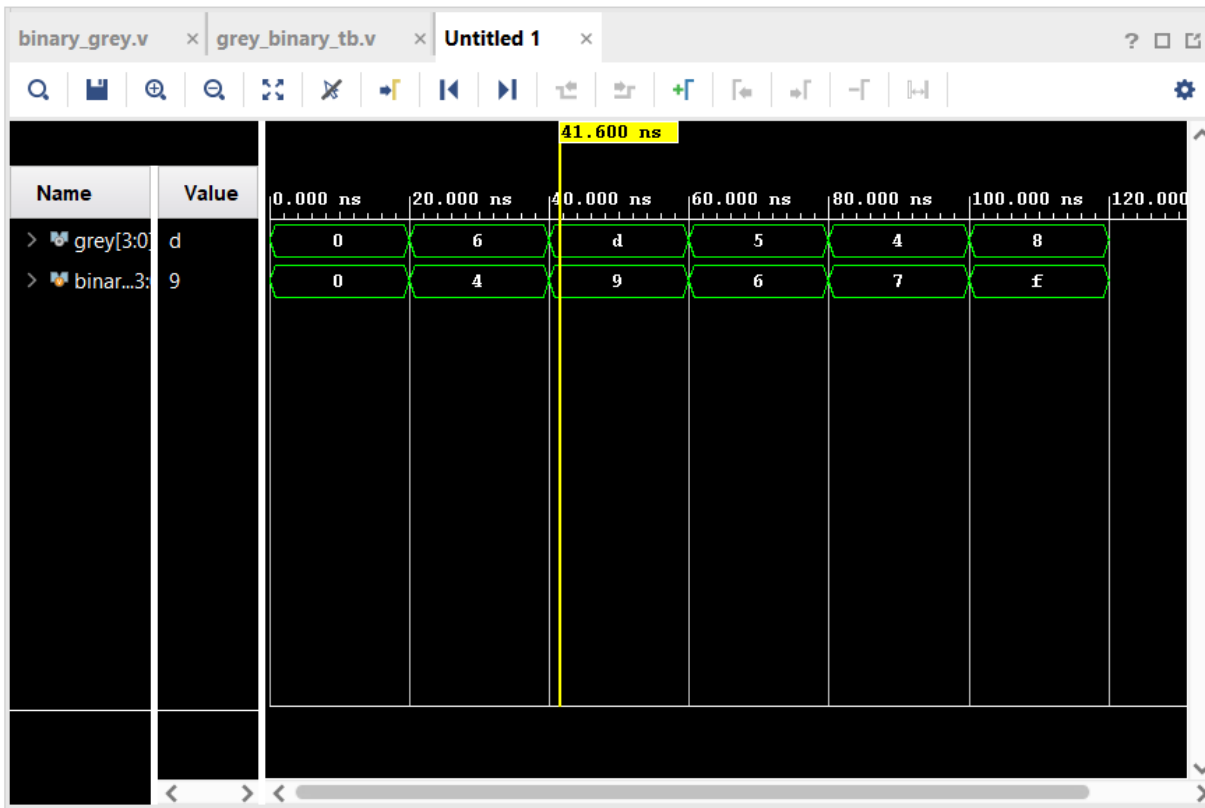 binary_grey.v × grey_binary_tb.v × Untitled 1 × ?
41.600 ns
Name Value 0.000 ns 20.000 ns 40.000 ns 60.000 ns 80.000 ns 100.000 ns 120.000
grey[3:0] d 0 6 d 5 4 8
binar...3: 9 0 4 9 6 7 f